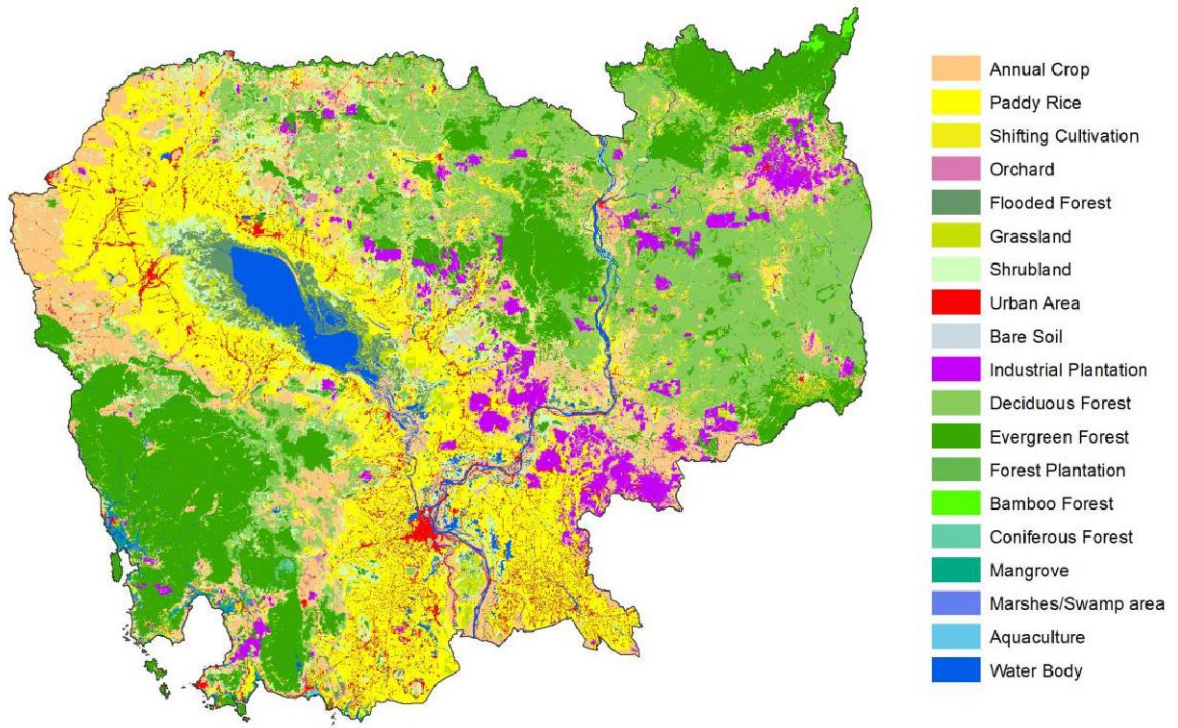 Annual Crop
Paddy Rice
Shifting Cultivation
Orchard
Flooded Forest
Grassland
Shrubland
Urban Area
Bare Soil
Industrial Plantation
Deciduous Forest
Evergreen Forest
Forest Plantation
Bamboo Forest
Coniferous Forest
Mangrove
Marshes/Swamp area
Aquaculture
Water Body